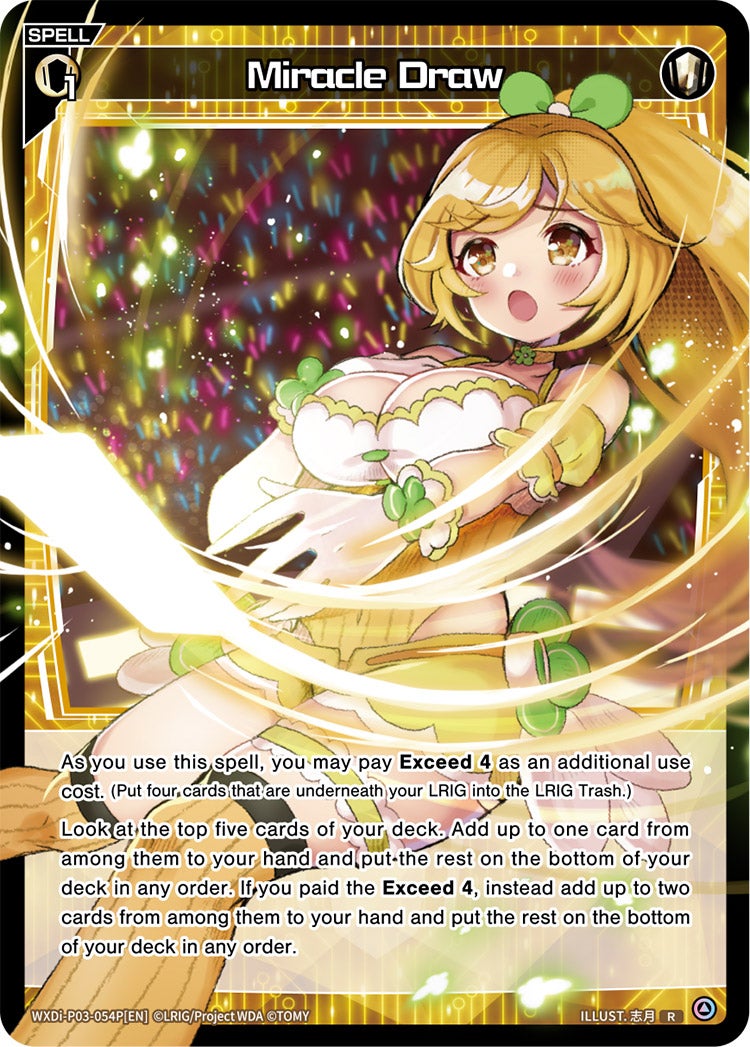 SPELL
1
Miracle Draw
As you use this spell, you may pay Exceed 4 as an additional use
cost. (Put four cards that are underneath your LRIG into the LRIG Trash.)
Look at the top five cards of your deck. Add up to one card from
among them to your hand and put the rest on the bottom of your
deck in any order. If you paid the Exceed 4, instead add up to two
cards from among them to your hand and put the rest on the bottom
of your deck in any order.
WXDi-P03-054P[EN] ©LRIG/Project WDA ©TOMY
ILLUST. 志月 R